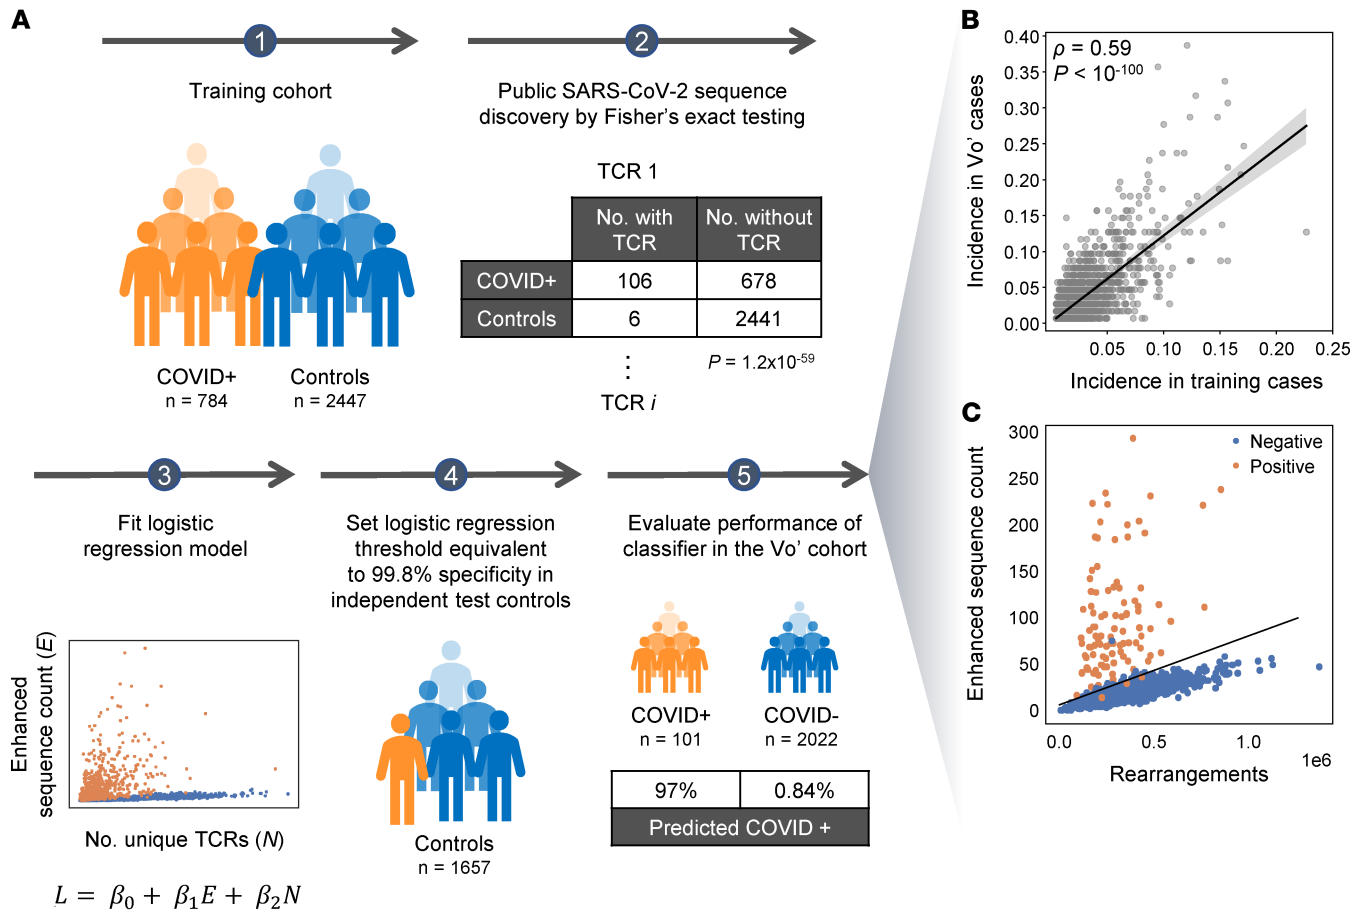 A
1
Training cohort
COVID+
n = 784
Controls
n = 2447
2
Public SARS-CoV-2 sequence
discovery by Fisher's exact testing
TCR 1
No. with TCR
No. without TCR
COVID+ 106 678
Controls 6 2441
P = 1.2x10-59
⋮
TCR i
3
Fit logistic
regression model
Enhanced
sequence count (E)
No. unique TCRs (N)
L = β0 + β1E + β2N
4
Set logistic regression
threshold equivalent
to 99.8% specificity in
independent test controls
Controls
n = 1657
5
Evaluate performance of
classifier in the Vo' cohort
COVID+
n = 101
COVID-
n = 2022
97% 0.84%
Predicted COVID +
B
ρ = 0.59
P < 10-100
Incidence in Vo' cases
0.40
0.35
0.30
0.25
0.20
0.15
0.10
0.05
0.00
0.05 0.10 0.15 0.20 0.25
Incidence in training cases
C
Enhanced sequence count
300
250
200
150
100
50
0
Negative
Positive
0.0 0.5 1.0
1e6
Rearrangements